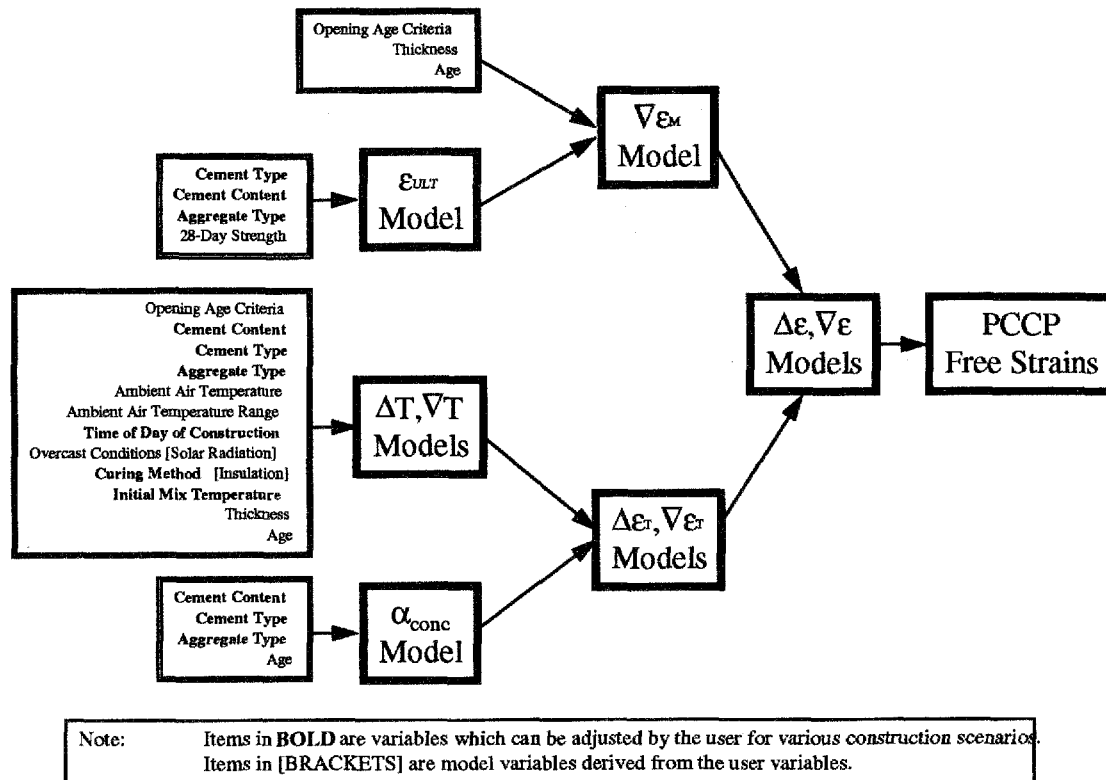 Opening Age Criteria
Thickness
Age
∇εM
Model
Cement Type
Cement Content
Aggregate Type
28-Day Strength
εULT
Model
Opening Age Criteria
Cement Content
Cement Type
Aggregate Type
Ambient Air Temperature
Ambient Air Temperature Range
Time of Day of Construction
Overcast Conditions [Solar Radiation]
Curing Method [Insulation]
Initial Mix Temperature
Thickness
Age
ΔT,∇T
Models
Δε,∇ε
Models
PCCP
Free Strains
ΔεT,∇εT
Models
Cement Content
Cement Type
Aggregate Type
Age
αconc
Model
Note: Items in BOLD are variables which can be adjusted by the user for various construction scenarios.
Items in [BRACKETS] are model variables derived from the user variables.